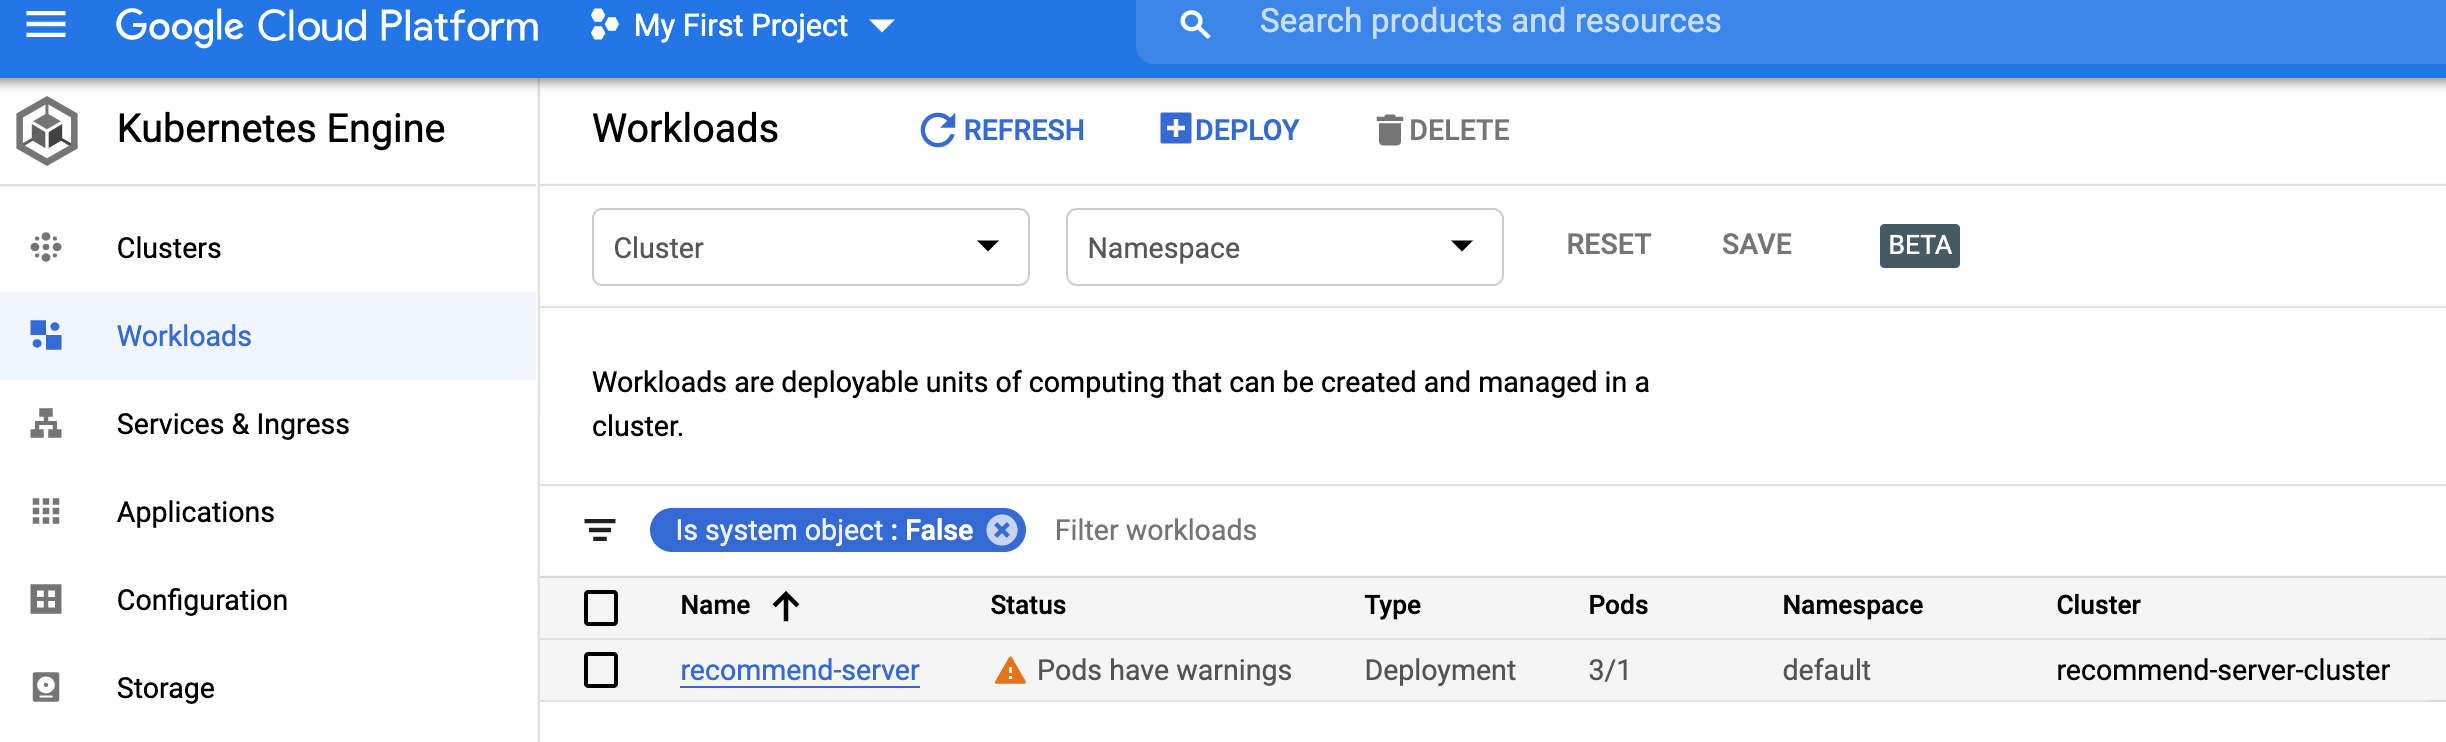 Google Cloud Platform
My First Project
Search products and resources
Kubernetes Engine
Workloads
REFRESH
DEPLOY
DELETE
Clusters
Workloads
Services & Ingress
Applications
Configuration
Storage
Cluster
Namespace
RESET
SAVE
BETA
Workloads are deployable units of computing that can be created and managed in a
cluster.
Is system object : False
Filter workloads
Name Status Type Pods Namespace Cluster
recommend-server Pods have warnings Deployment 3/1 default recommend-server-cluster